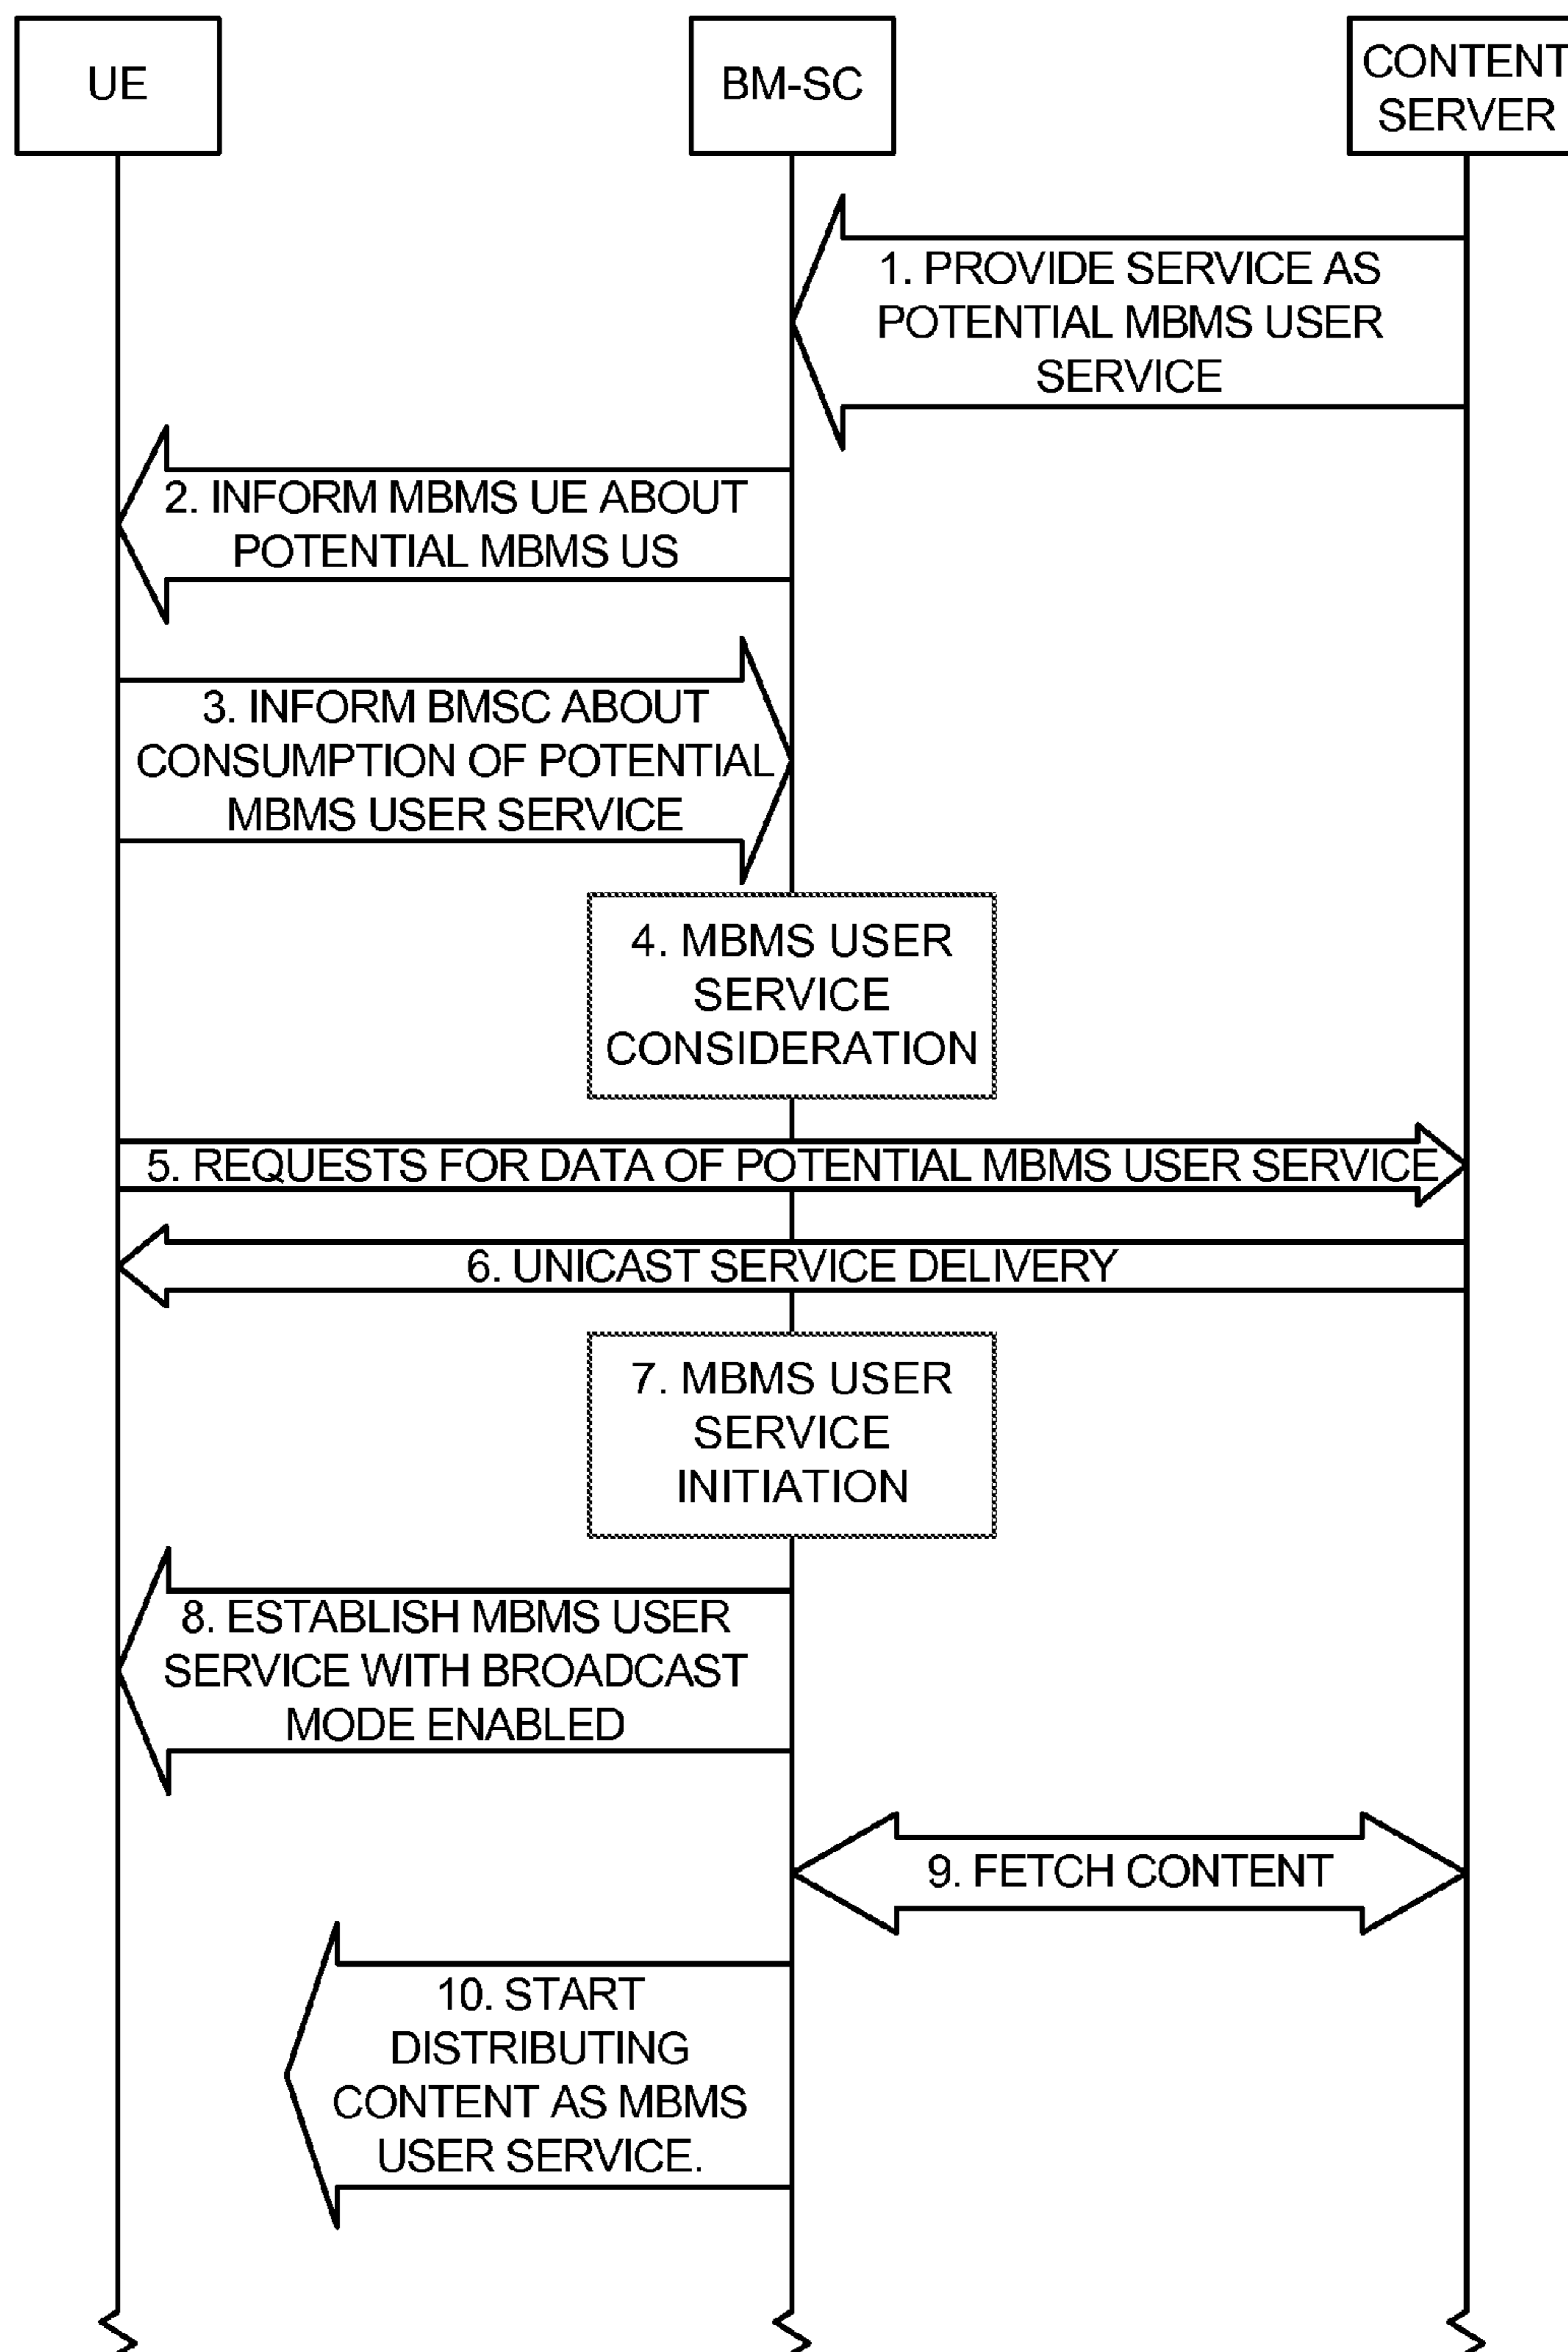 UE
BM-SC
CONTENT
SERVER
1. PROVIDE SERVICE AS
POTENTIAL MBMS USER
SERVICE
2. INFORM MBMS UE ABOUT
POTENTIAL MBMS US
3. INFORM BMSC ABOUT
CONSUMPTION OF POTENTIAL
MBMS USER SERVICE
4. MBMS USER
SERVICE
CONSIDERATION
5. REQUESTS FOR DATA OF POTENTIAL MBMS USER SERVICE
6. UNICAST SERVICE DELIVERY
7. MBMS USER
SERVICE
INITIATION
8. ESTABLISH MBMS USER
SERVICE WITH BROADCAST
MODE ENABLED
9. FETCH CONTENT
10. START
DISTRIBUTING
CONTENT AS MBMS
USER SERVICE.